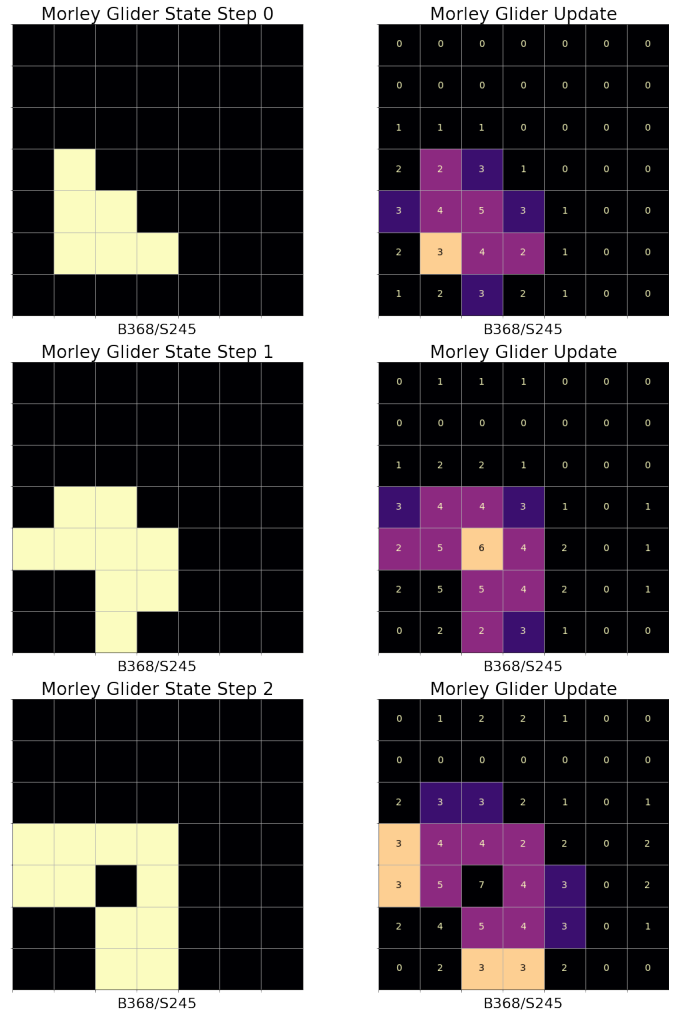 Morley Glider State Step 0
Morley Glider Update
0 0 0 0 0 0 0
0 0 0 0 0 0 0
1 1 1 0 0 0 0
2 2 3 1 0 0 0
3 4 5 3 1 0 0
2 3 4 2 1 0 0
1 2 3 2 1 0 0
B368/S245
B368/S245
Morley Glider State Step 1
Morley Glider Update
0 1 1 1 0 0 0
0 0 0 0 0 0 0
1 2 2 1 0 0 0
3 4 4 3 1 0 1
2 5 6 4 2 0 1
2 5 5 4 2 0 1
0 2 2 3 1 0 0
B368/S245
B368/S245
Morley Glider State Step 2
Morley Glider Update
0 1 2 2 1 0 0
0 0 0 0 0 0 0
2 3 3 2 1 0 1
3 4 4 2 2 0 2
3 5 7 4 3 0 2
2 4 5 4 3 0 1
0 2 3 3 2 0 0
B368/S245
B368/S245